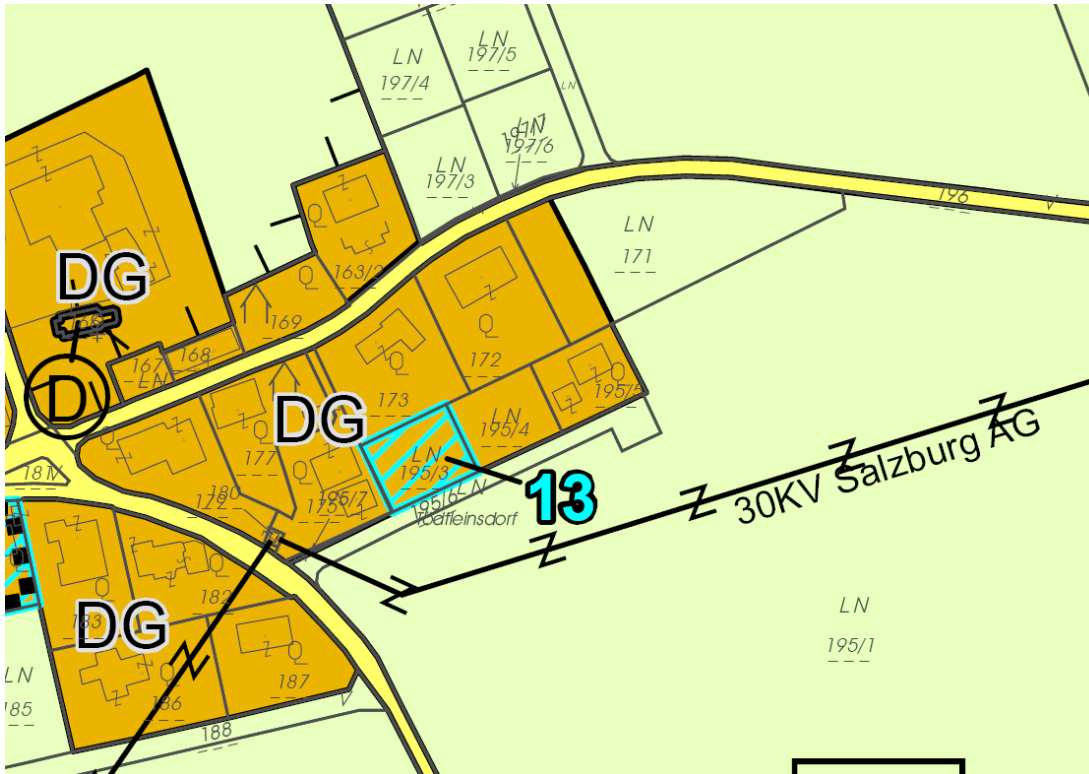 LN
197/5
LN
197/4
LN
LN
197/6
LN
197/3
196
V
LN
171
Q
163/2
DG
Q
169
Q
172
168
167
LN
Q
D
173
DG
Q
195/5
LN
195/4
LN
195/3
177
13
181
V
180
179
175
195/7
195/6
LN
30KV Salzburg AG
Q
Q
182
183
DG
LN
195/1
Q
Q
LN
185
186
187
V
188